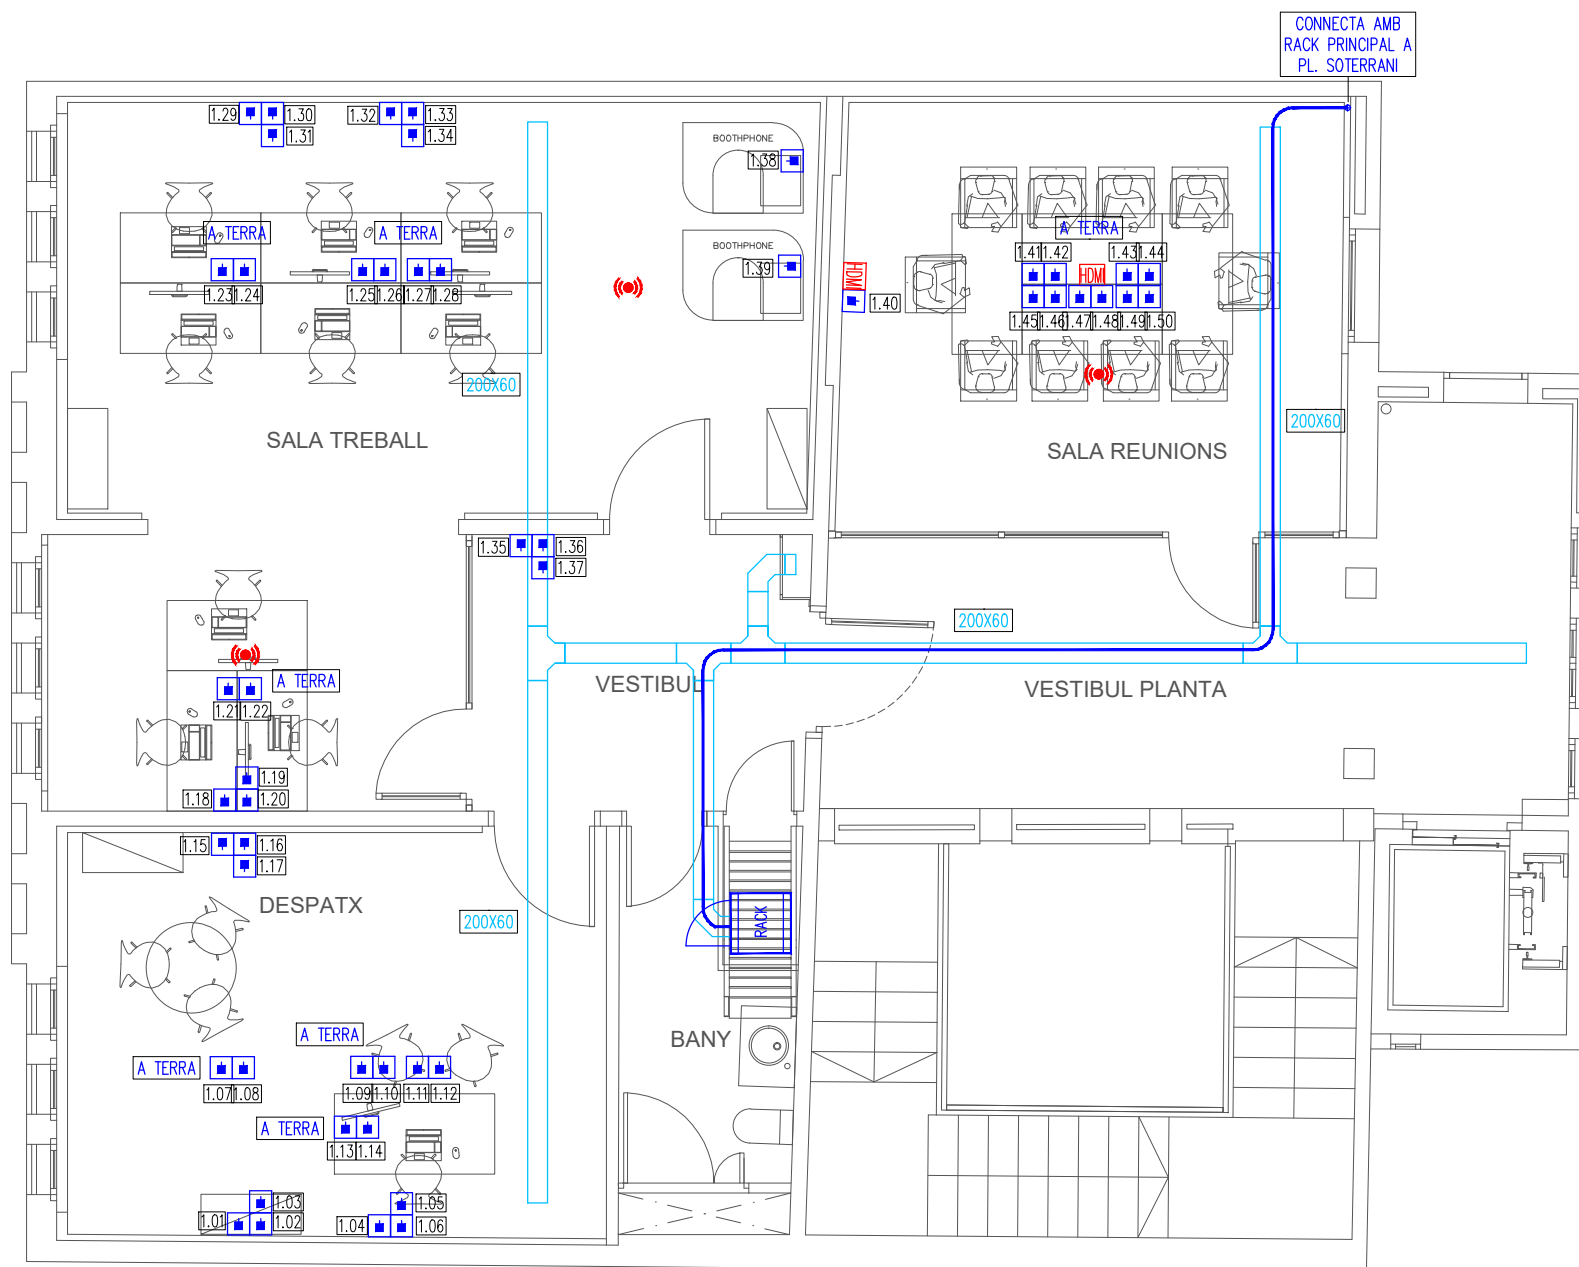 CONNECTA AMB
RACK PRINCIPAL A
PL. SOTERRANI
1.29
1.30
1.31
1.32
1.33
1.34
BOOTHPHONE
1.38
A TERRA
A TERRA
BOOTHPHONE
1.39
1.23
1.24
1.25
1.26
1.27
1.28
HDMI
1.40
A TERRA
1.41
1.42
1.43
1.44
HDMI
1.45
1.46
1.47
1.48
1.49
1.50
200X60
200X60
SALA TREBALL
SALA REUNIONS
1.35
1.36
1.37
200X60
A TERRA
VESTIBUL
VESTIBUL PLANTA
1.21
1.22
1.19
1.18
1.20
1.15
1.16
1.17
DESPATX
200X60
RACK
A TERRA
BANY
A TERRA
1.07
1.08
1.09
1.10
1.11
1.12
A TERRA
1.13
1.14
1.03
1.01
1.02
1.05
1.04
1.06